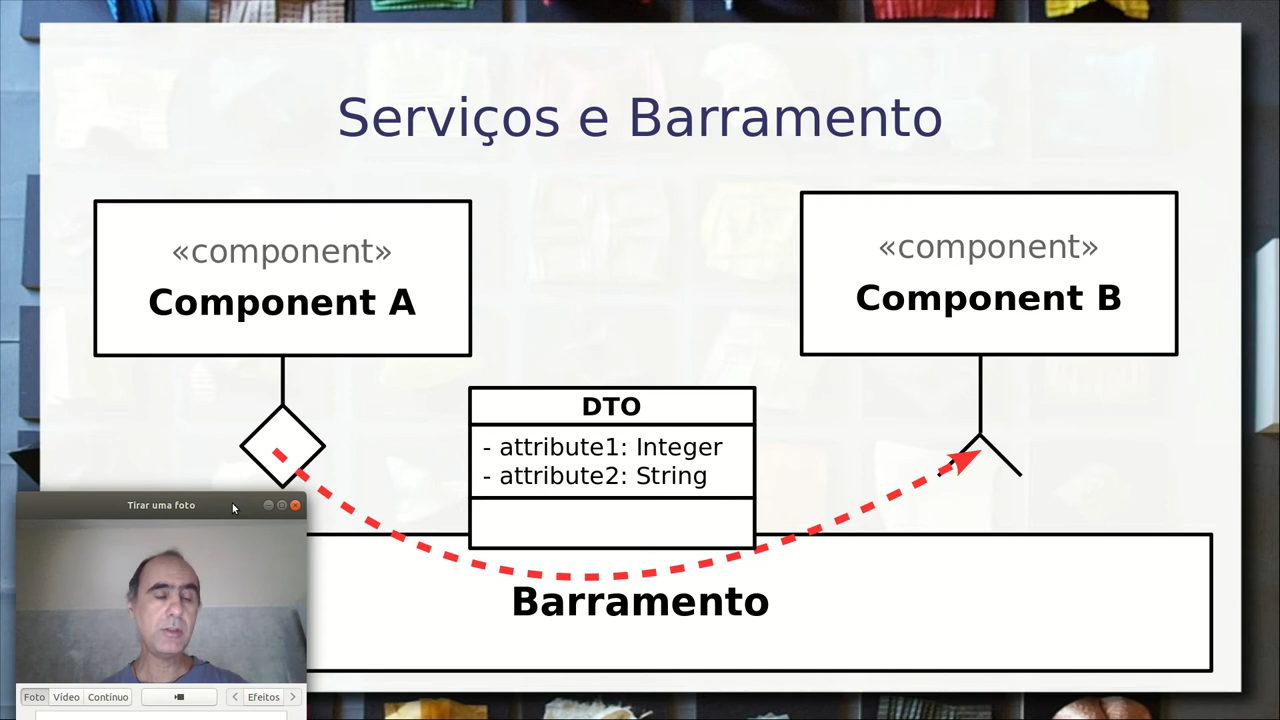 Serviços e Barramento
«component»
Component A
«component»
Component B
DTO
- attribute1: Integer
- attribute2: String
Barramento
Tirar uma foto
Foto Vídeo Contínuo Efeitos